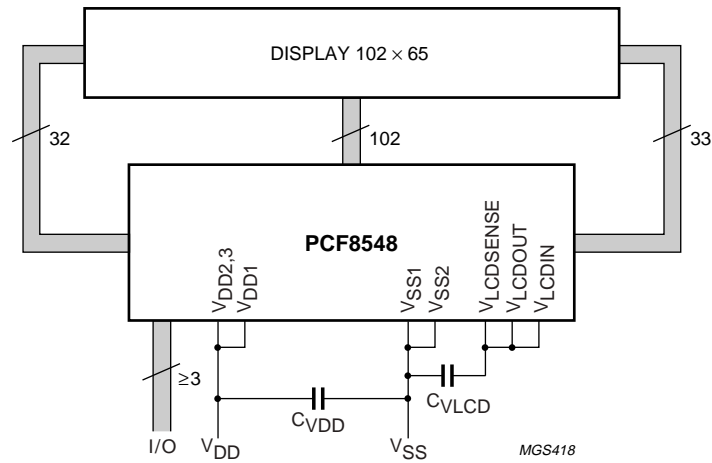 DISPLAY 102 × 65
32
102
33
PCF8548
VDD2,3
VDD1
VSS1
VSS2
VLCDSENSE
VLCDOUT
VLCDIN
≥3
CVDD
CVLCD
I/O
VDD
VSS
MGS418